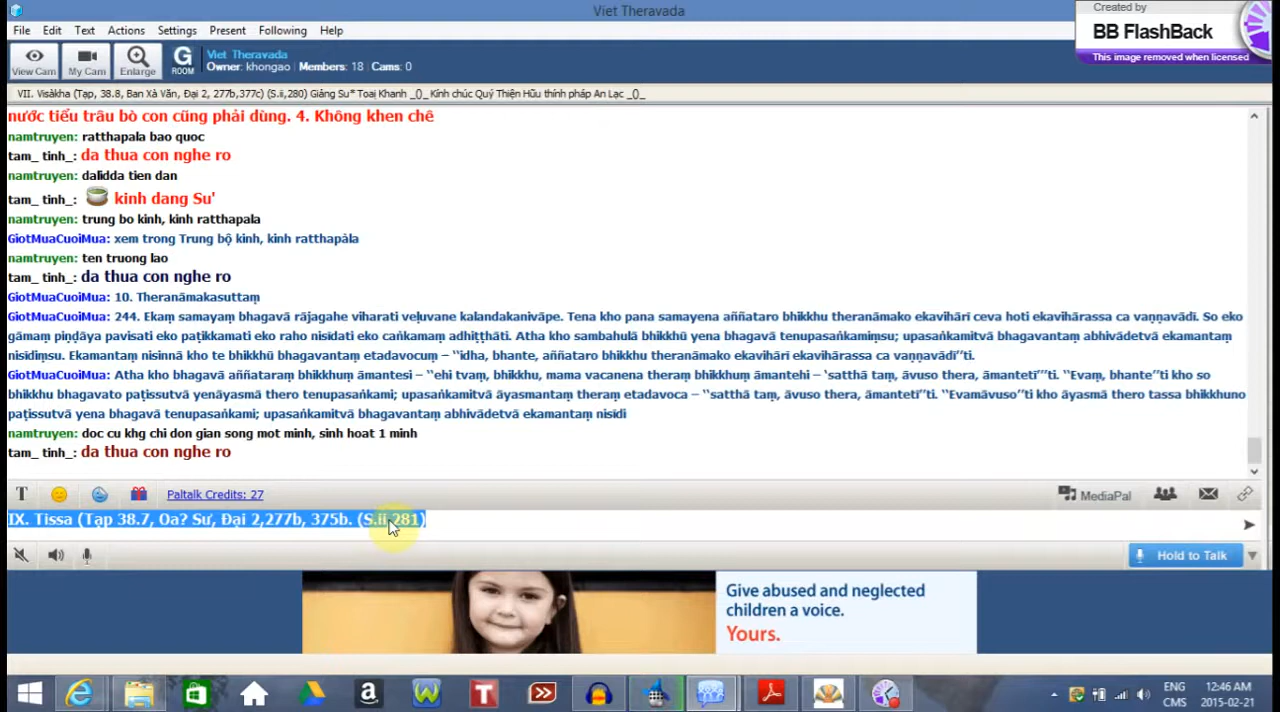 Viet Theravada
Created by
BB FlashBack
This image removed when licensed
File Edit Text Actions Settings Present Following Help
View Cam My Cam Enlarge G ROOM
Viet Theravada
Owner: khongao Members: 18 Cams: 0
VII. Visàkha (Tạp, 38.8, Ban Xà Văn, Đại 2, 277b,377c) (S.ii,280) Giảng Sư* Toại Khanh _()_ Kính chúc Quý Thiện Hữu thính pháp An Lạc _()_
nước tiểu trâu bò con cũng phải dùng. 4. Không khen chê
namtruyen: ratthapala bao quoc
tam_ tinh_: da thua con nghe ro
namtruyen: dalidda tien dan
tam_ tinh_: kinh dang Su'
namtruyen: trung bo kinh, kinh ratthapala
GiotMuaCuoiMua: xem trong Trung bộ kinh, kinh ratthapàla
namtruyen: ten truong lao
tam_ tinh_: da thua con nghe ro
GiotMuaCuoiMua: 10. Theranāmakasuttaṃ
GiotMuaCuoiMua: 244. Ekaṃ samayaṃ bhagavā rājagahe viharati veḷuvane kalandakanivāpe. Tena kho pana samayena aññataro bhikkhu theranāmako ekavihārī ceva hoti ekavihārassa ca vaṇṇavādī. So eko
gāmaṃ piṇḍāya pavisati eko paṭikkamati eko raho nisīdati eko caṅkamaṃ adhiṭṭhāti. Atha kho sambahulā bhikkhū yena bhagavā tenupasaṅkamiṃsu; upasaṅkamitvā bhagavantaṃ abhivādetvā ekamantaṃ
nisīdiṃsu. Ekamantaṃ nisinnā kho te bhikkhū bhagavantaṃ etadavocuṃ – ‘‘idha, bhante, aññataro bhikkhu theranāmako ekavihārī ekavihārassa ca vaṇṇavādī’’ti.
GiotMuaCuoiMua: Atha kho bhagavā aññataraṃ bhikkhuṃ āmantesi – ‘‘ehi tvaṃ, bhikkhu, mama vacanena theraṃ bhikkhuṃ āmantehi – ‘satthā taṃ, āvuso thera, āmantetī’’’ti. ‘‘Evaṃ, bhante’’ti kho so
bhikkhu bhagavato paṭissutvā yenāyasmā thero tenupasaṅkami; upasaṅkamitvā āyasmantaṃ theraṃ etadavoca – ‘‘satthā taṃ, āvuso thera, āmantetī’’ti. ‘‘Evamāvuso’’ti kho āyasmā thero tassa bhikkhuno
paṭissutvā yena bhagavā tenupasaṅkami; upasaṅkamitvā bhagavantaṃ abhivādetvā ekamantaṃ nisīdi
namtruyen: doc cu khg chi don gian song mot minh, sinh hoat 1 minh
tam_ tinh_: da thua con nghe ro
T Paltalk Credits: 27 MediaPal
IX. Tissa (Tạp 38.7, Oa? Sư, Đại 2,277b, 375b. (S.ii,281)
Hold to Talk
Give abused and neglected
children a voice.
Yours.
ENG 12:46 AM
CMS 2015-02-21